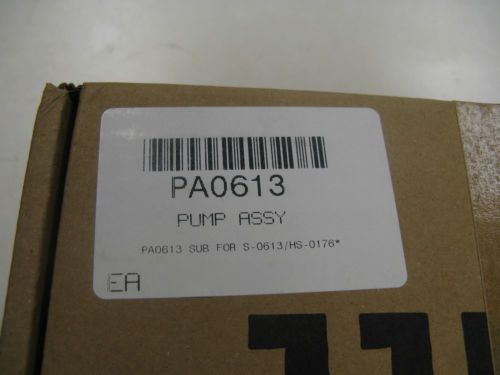 PA0613
PUMP ASSY
PA0613 SUB FOR S-0613/HS-0176*
EA